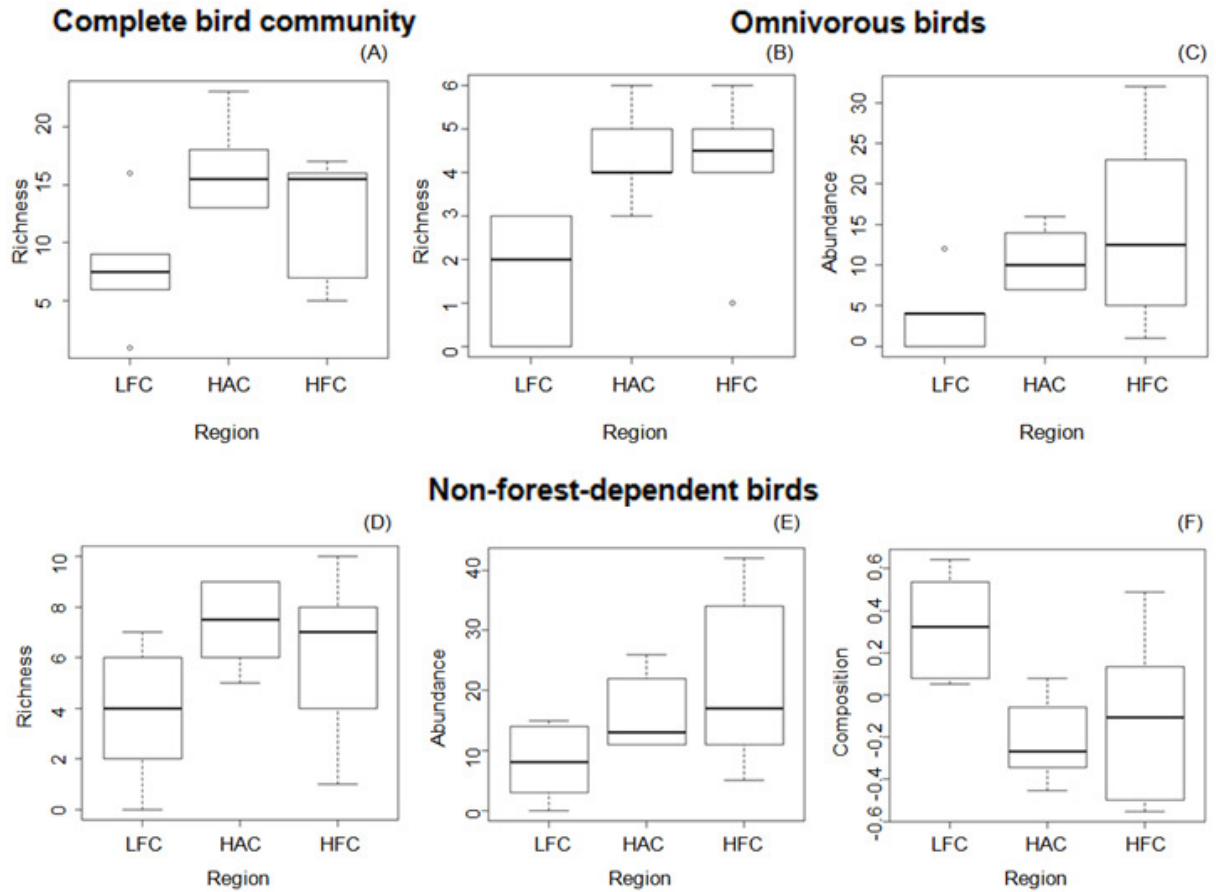 Complete bird community
Omnivorous birds
(A)
Richness
5 10 15 20
LFC HAC HFC
Region
(B)
Richness
0 1 2 3 4 5 6
LFC HAC HFC
Region
(C)
Abundance
0 5 10 15 20 25 30
LFC HAC HFC
Region
Non-forest-dependent birds
(D)
Richness
0 2 4 6 8 10
LFC HAC HFC
Region
(E)
Abundance
0 10 20 30 40
LFC HAC HFC
Region
(F)
Composition
-0.6 -0.4 -0.2 0 0.2 0.4 0.6
LFC HAC HFC
Region